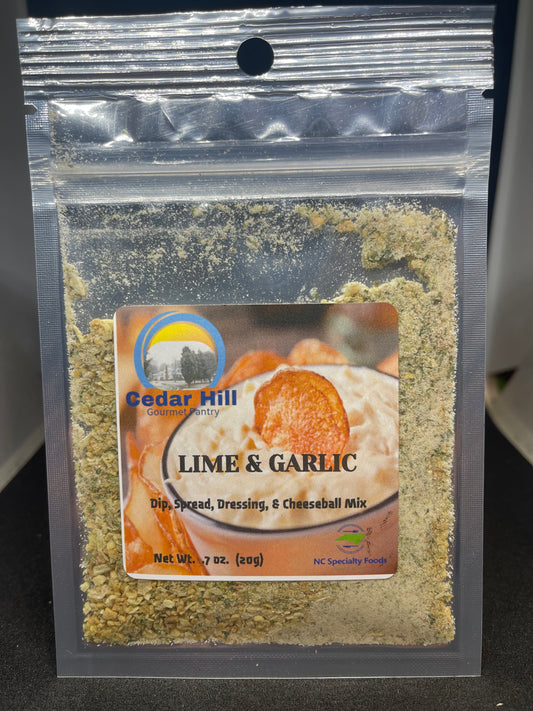 Cedar Hill
Gourmet Pantry
LIME & GARLIC
Dip, Spread, Dressing, & Cheeseball Mix
Net Wt. .7 oz. (20g)
NC Specialty Foods